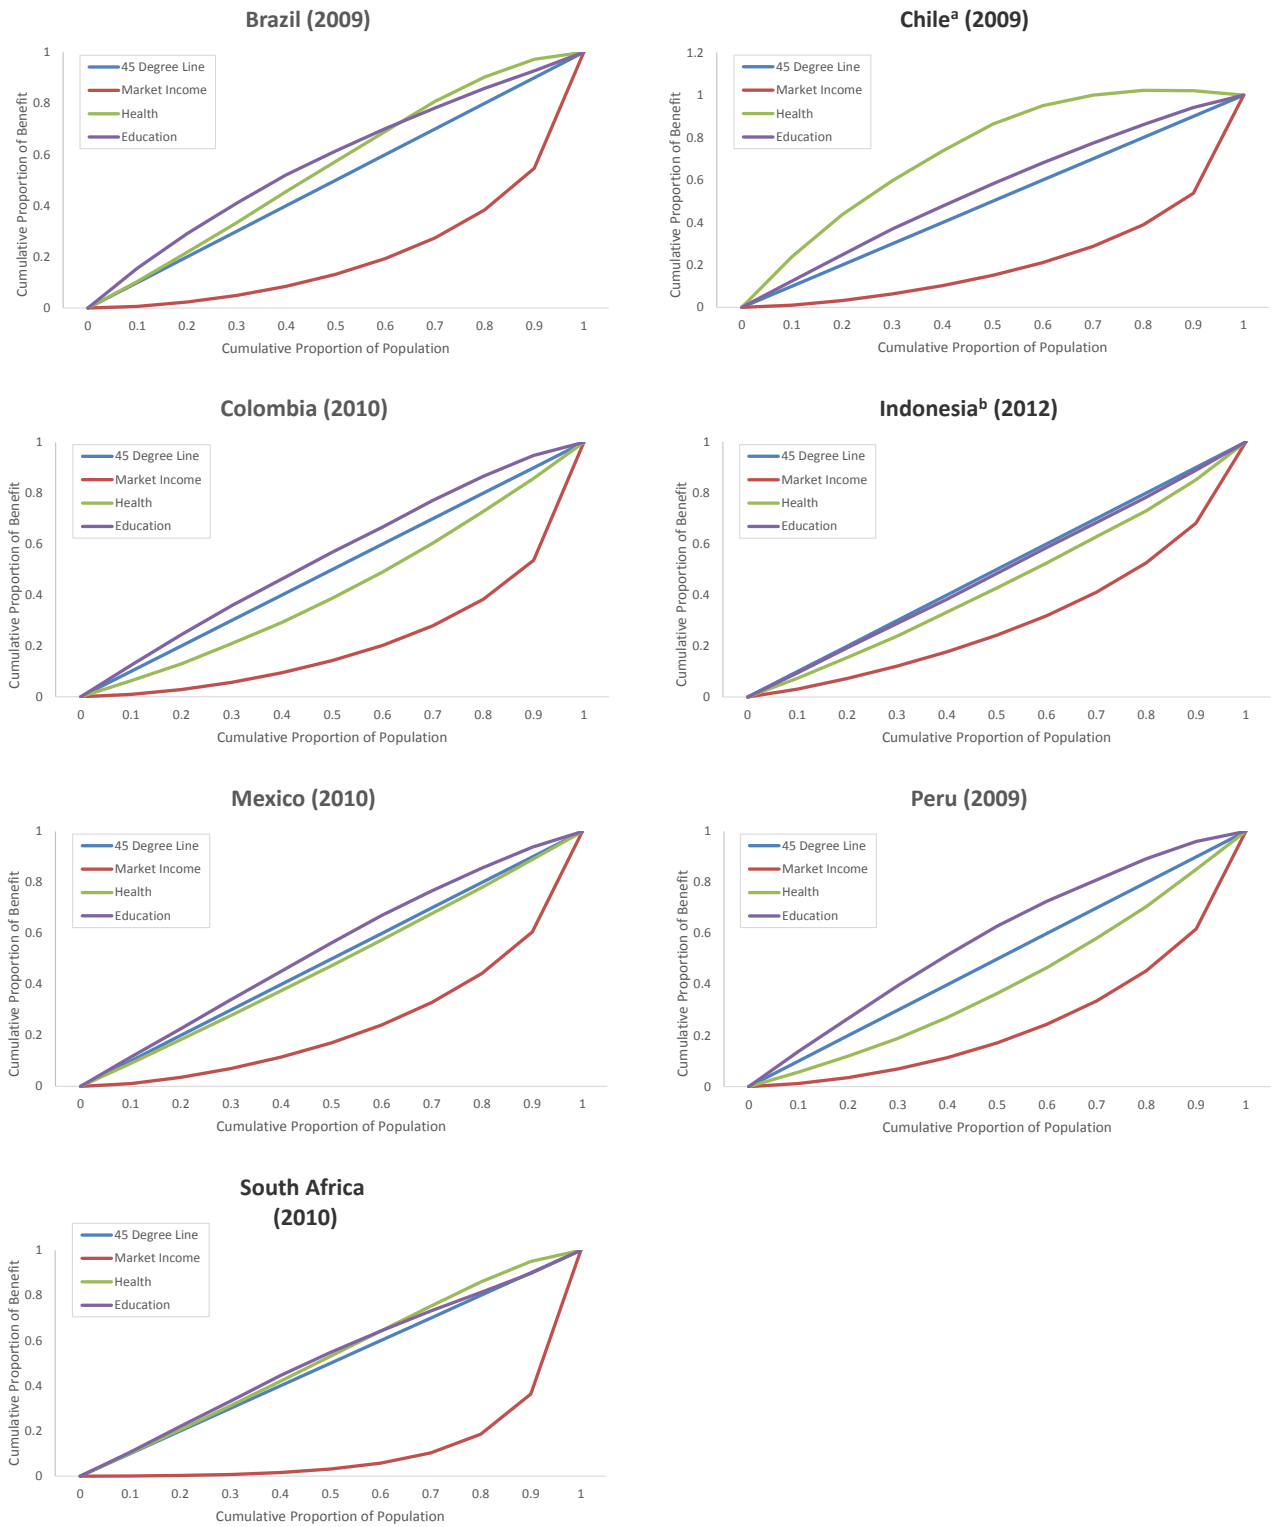 Brazil (2009)
1
0.8
0.6
0.4
0.2
0
Cumulative Proportion of Benefit
45 Degree Line
Market Income
Health
Education
0 0.1 0.2 0.3 0.4 0.5 0.6 0.7 0.8 0.9 1
Cumulative Proportion of Population
Chileᵃ (2009)
1.2
1
0.8
0.6
0.4
0.2
0
Cumulative Proportion of Benefit
45 Degree Line
Market Income
Health
Education
0 0.1 0.2 0.3 0.4 0.5 0.6 0.7 0.8 0.9 1
Cumulative Proportion of Population
Colombia (2010)
1
0.8
0.6
0.4
0.2
0
Cumulative Proportion of Benefit
45 Degree Line
Market Income
Health
Education
0 0.1 0.2 0.3 0.4 0.5 0.6 0.7 0.8 0.9 1
Cumulative Proportion of Population
Indonesiaᵇ (2012)
1
0.8
0.6
0.4
0.2
0
Cumulative Proportion of Benefit
45 Degree Line
Market Income
Health
Education
0 0.1 0.2 0.3 0.4 0.5 0.6 0.7 0.8 0.9 1
Cumulative Proportion of Population
Mexico (2010)
1
0.8
0.6
0.4
0.2
0
Cumulative Proportion of Benefit
45 Degree Line
Market Income
Health
Education
0 0.1 0.2 0.3 0.4 0.5 0.6 0.7 0.8 0.9 1
Cumulative Proportion of Population
Peru (2009)
1
0.8
0.6
0.4
0.2
0
Cumulative Proportion of Benefit
45 Degree Line
Market Income
Health
Education
0 0.1 0.2 0.3 0.4 0.5 0.6 0.7 0.8 0.9 1
Cumulative Proportion of Population
South Africa
(2010)
1
0.8
0.6
0.4
0.2
0
Cumulative Proportion of Benefit
45 Degree Line
Market Income
Health
Education
0 0.1 0.2 0.3 0.4 0.5 0.6 0.7 0.8 0.9 1
Cumulative Proportion of Population